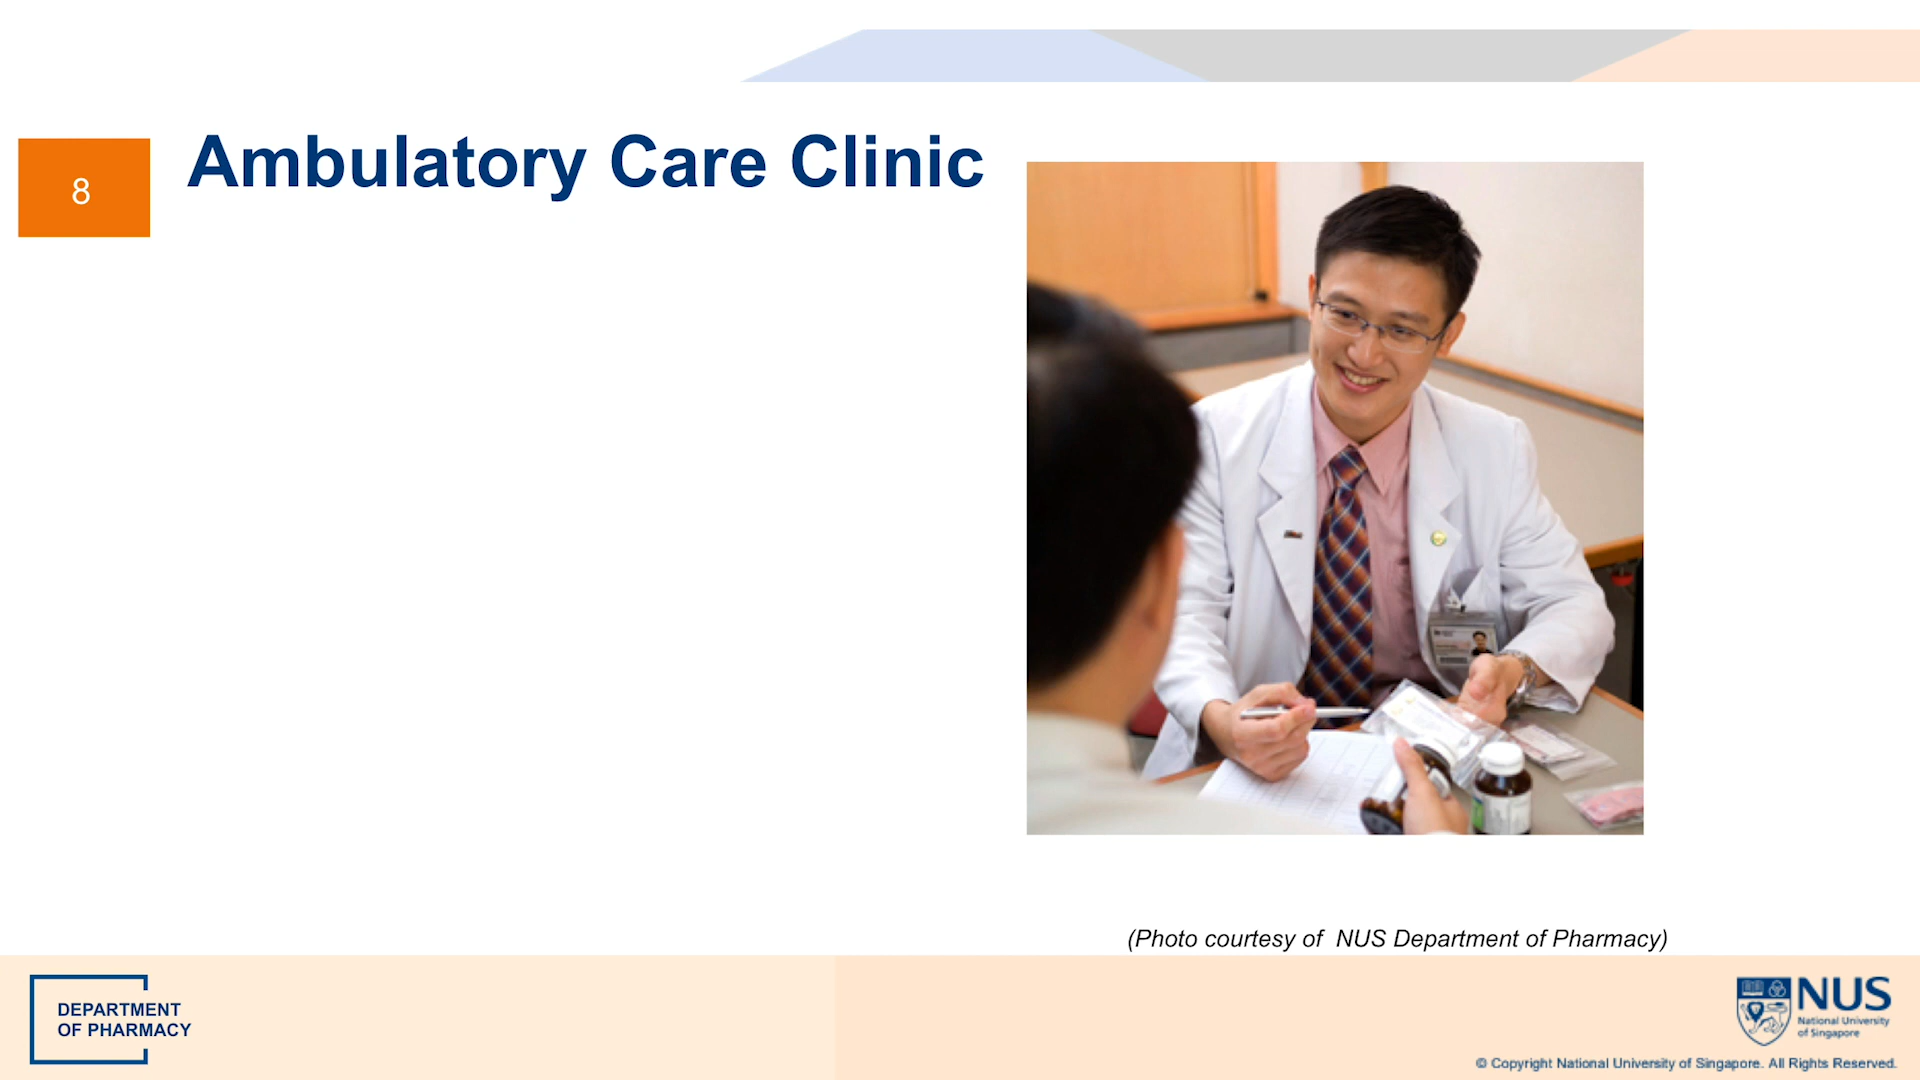 8
Ambulatory Care Clinic
(Photo courtesy of  NUS Department of Pharmacy)
DEPARTMENT
OF PHARMACY
NUS
National University
of Singapore
© Copyright National University of Singapore. All Rights Reserved.